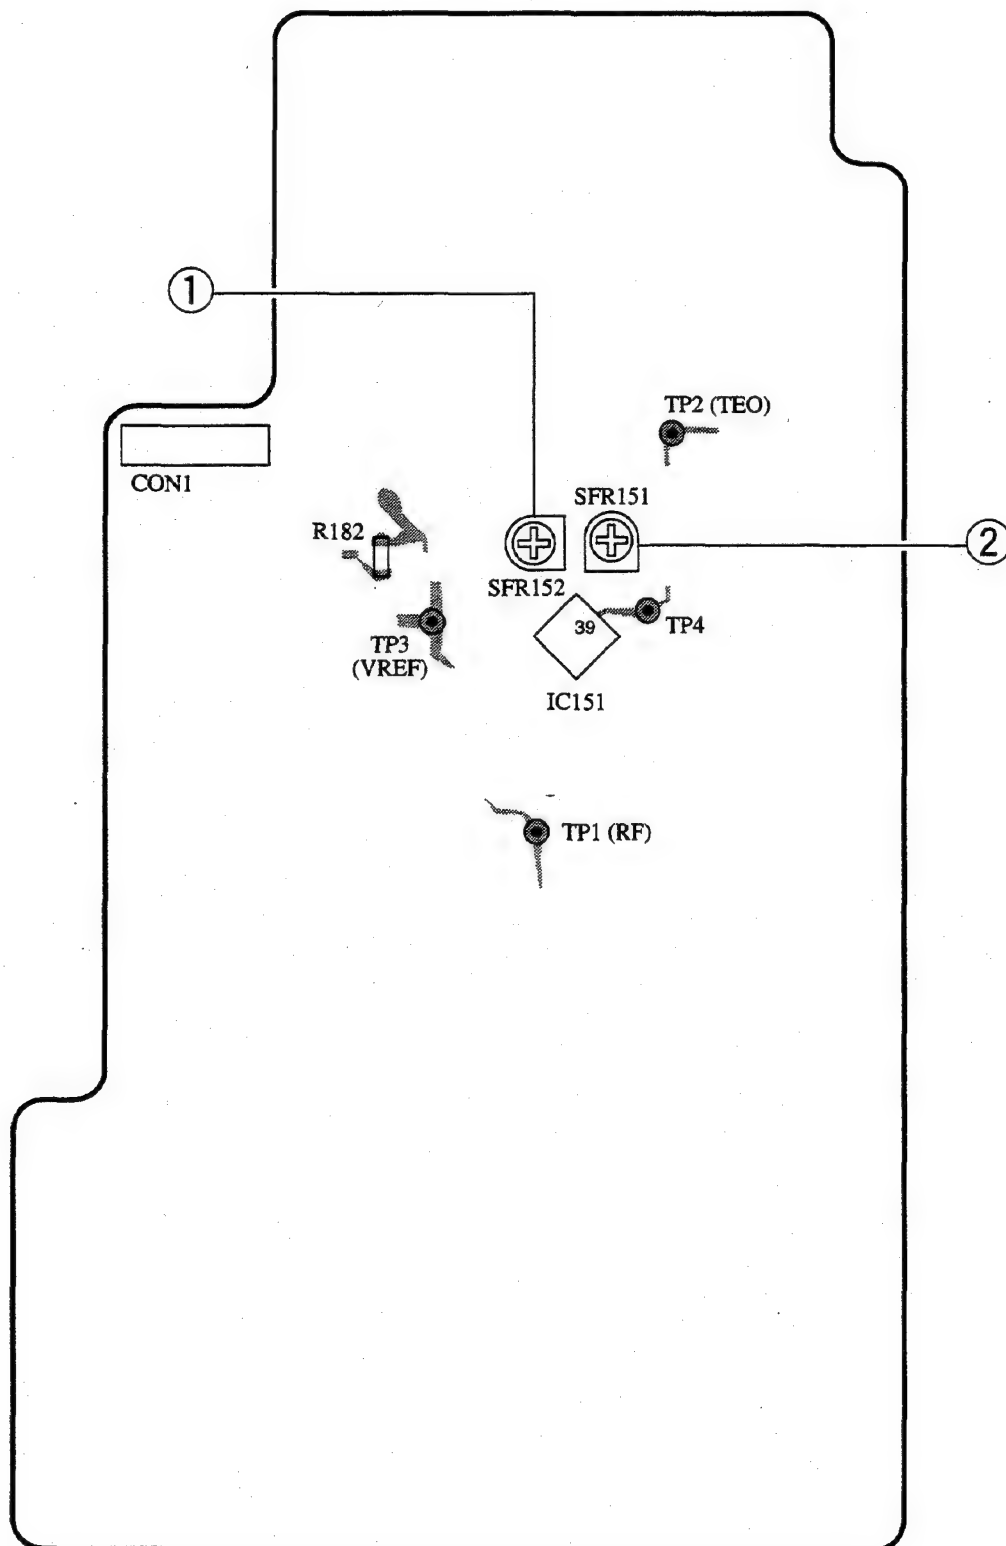 ①
TP2 (TEO)
CON1
SFR151
R182
②
SFR152
39
TP4
TP3
(VREF)
IC151
TP1 (RF)